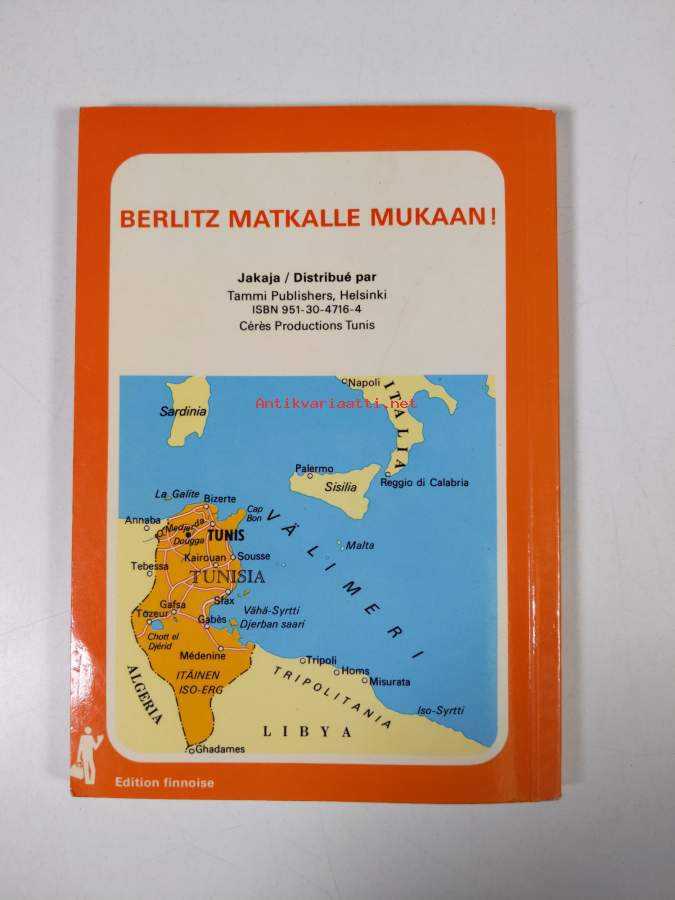 BERLITZ MATKALLE MUKAAN!
Jakaja / Distribué par
Tammi Publishers, Helsinki
ISBN 951-30-4716-4
Cérès Productions Tunis
Napoli
ITALIA
Sardinia
Antikvariaatti.net
Palermo
Sisilia
Reggio di Calabria
La Galite
Bizerte
Cap
Bon
Annaba
TUNIS
Dougga
VÄLIMERI
Malta
Kairouan
Sousse
Tebessa
TUNISIA
Sfax
Gafsa
Tozeur
Gabès
Vähä-Syrtti
Djerban saari
Chott el
Djérid
Médenine
Tripoli
Homs
Misurata
ITÄINEN
ISO-ERG
TRIPOLITANIA
Iso-Syrtti
ALGERIA
LIBYA
Ghadames
Edition finnoise